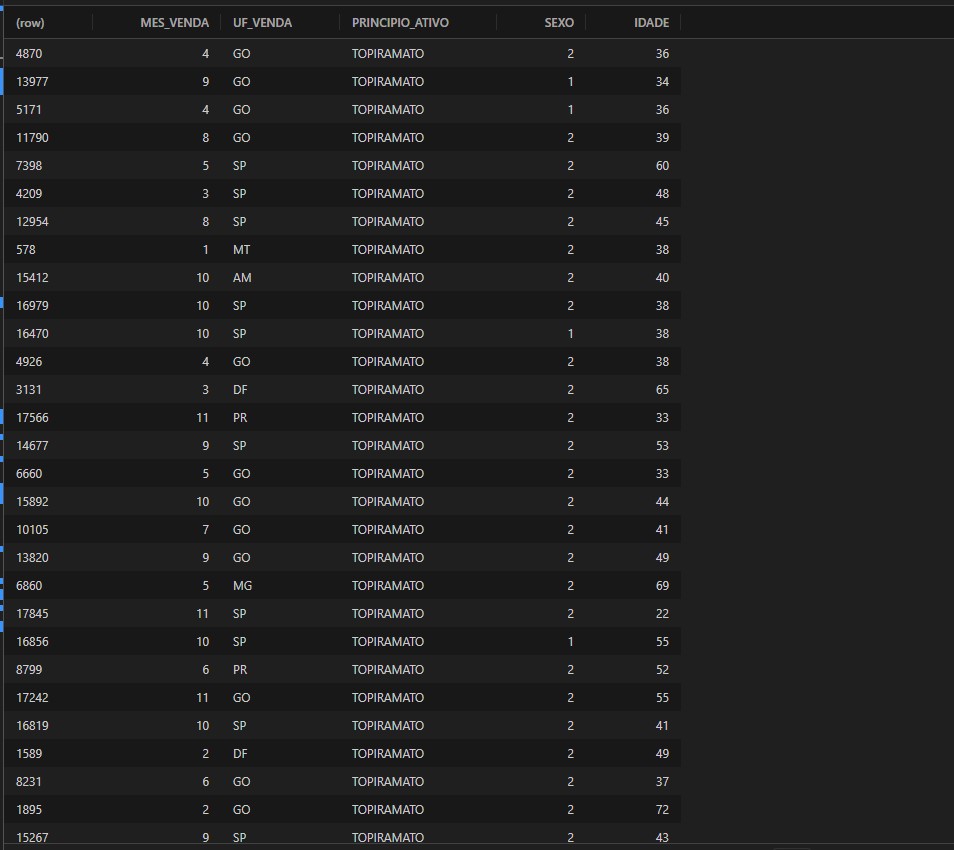 (row) MES_VENDA UF_VENDA PRINCIPIO_ATIVO SEXO IDADE
4870 4 GO TOPIRAMATO 2 36
13977 9 GO TOPIRAMATO 1 34
5171 4 GO TOPIRAMATO 1 36
11790 8 GO TOPIRAMATO 2 39
7398 5 SP TOPIRAMATO 2 60
4209 3 SP TOPIRAMATO 2 48
12954 8 SP TOPIRAMATO 2 45
578 1 MT TOPIRAMATO 2 38
15412 10 AM TOPIRAMATO 2 40
16979 10 SP TOPIRAMATO 2 38
16470 10 SP TOPIRAMATO 1 38
4926 4 GO TOPIRAMATO 2 38
3131 3 DF TOPIRAMATO 2 65
17566 11 PR TOPIRAMATO 2 33
14677 9 SP TOPIRAMATO 2 53
6660 5 GO TOPIRAMATO 2 33
15892 10 GO TOPIRAMATO 2 44
10105 7 GO TOPIRAMATO 2 41
13820 9 GO TOPIRAMATO 2 49
6860 5 MG TOPIRAMATO 2 69
17845 11 SP TOPIRAMATO 2 22
16856 10 SP TOPIRAMATO 1 55
8799 6 PR TOPIRAMATO 2 52
17242 11 GO TOPIRAMATO 2 55
16819 10 SP TOPIRAMATO 2 41
1589 2 DF TOPIRAMATO 2 49
8231 6 GO TOPIRAMATO 2 37
1895 2 GO TOPIRAMATO 2 72
15267 9 SP TOPIRAMATO 2 43